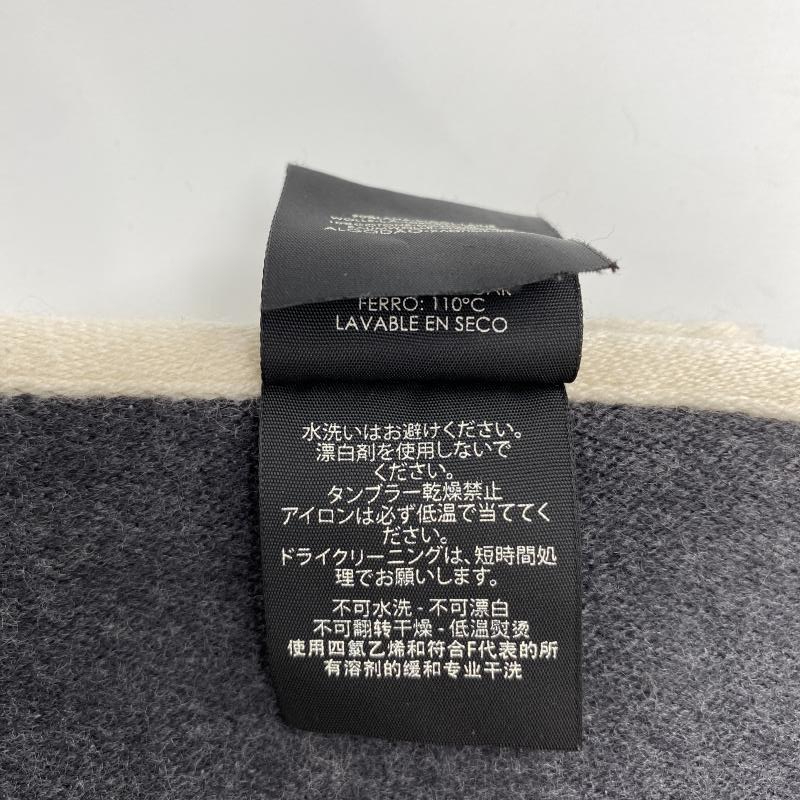 FERRO: 110°C
LAVABLE EN SECO
水洗いはお避けください。
漂白剤を使用しないで
ください。
タンブラー乾燥禁止
アイロンは必ず低温で当ててく
ださい。
ドライクリーニングは、短時間処
理でお願いします。
不可水洗 - 不可漂白
不可翻转干燥 - 低温熨烫
使用四氯乙烯和符合F代表的所
有溶剂的缓和专业干洗